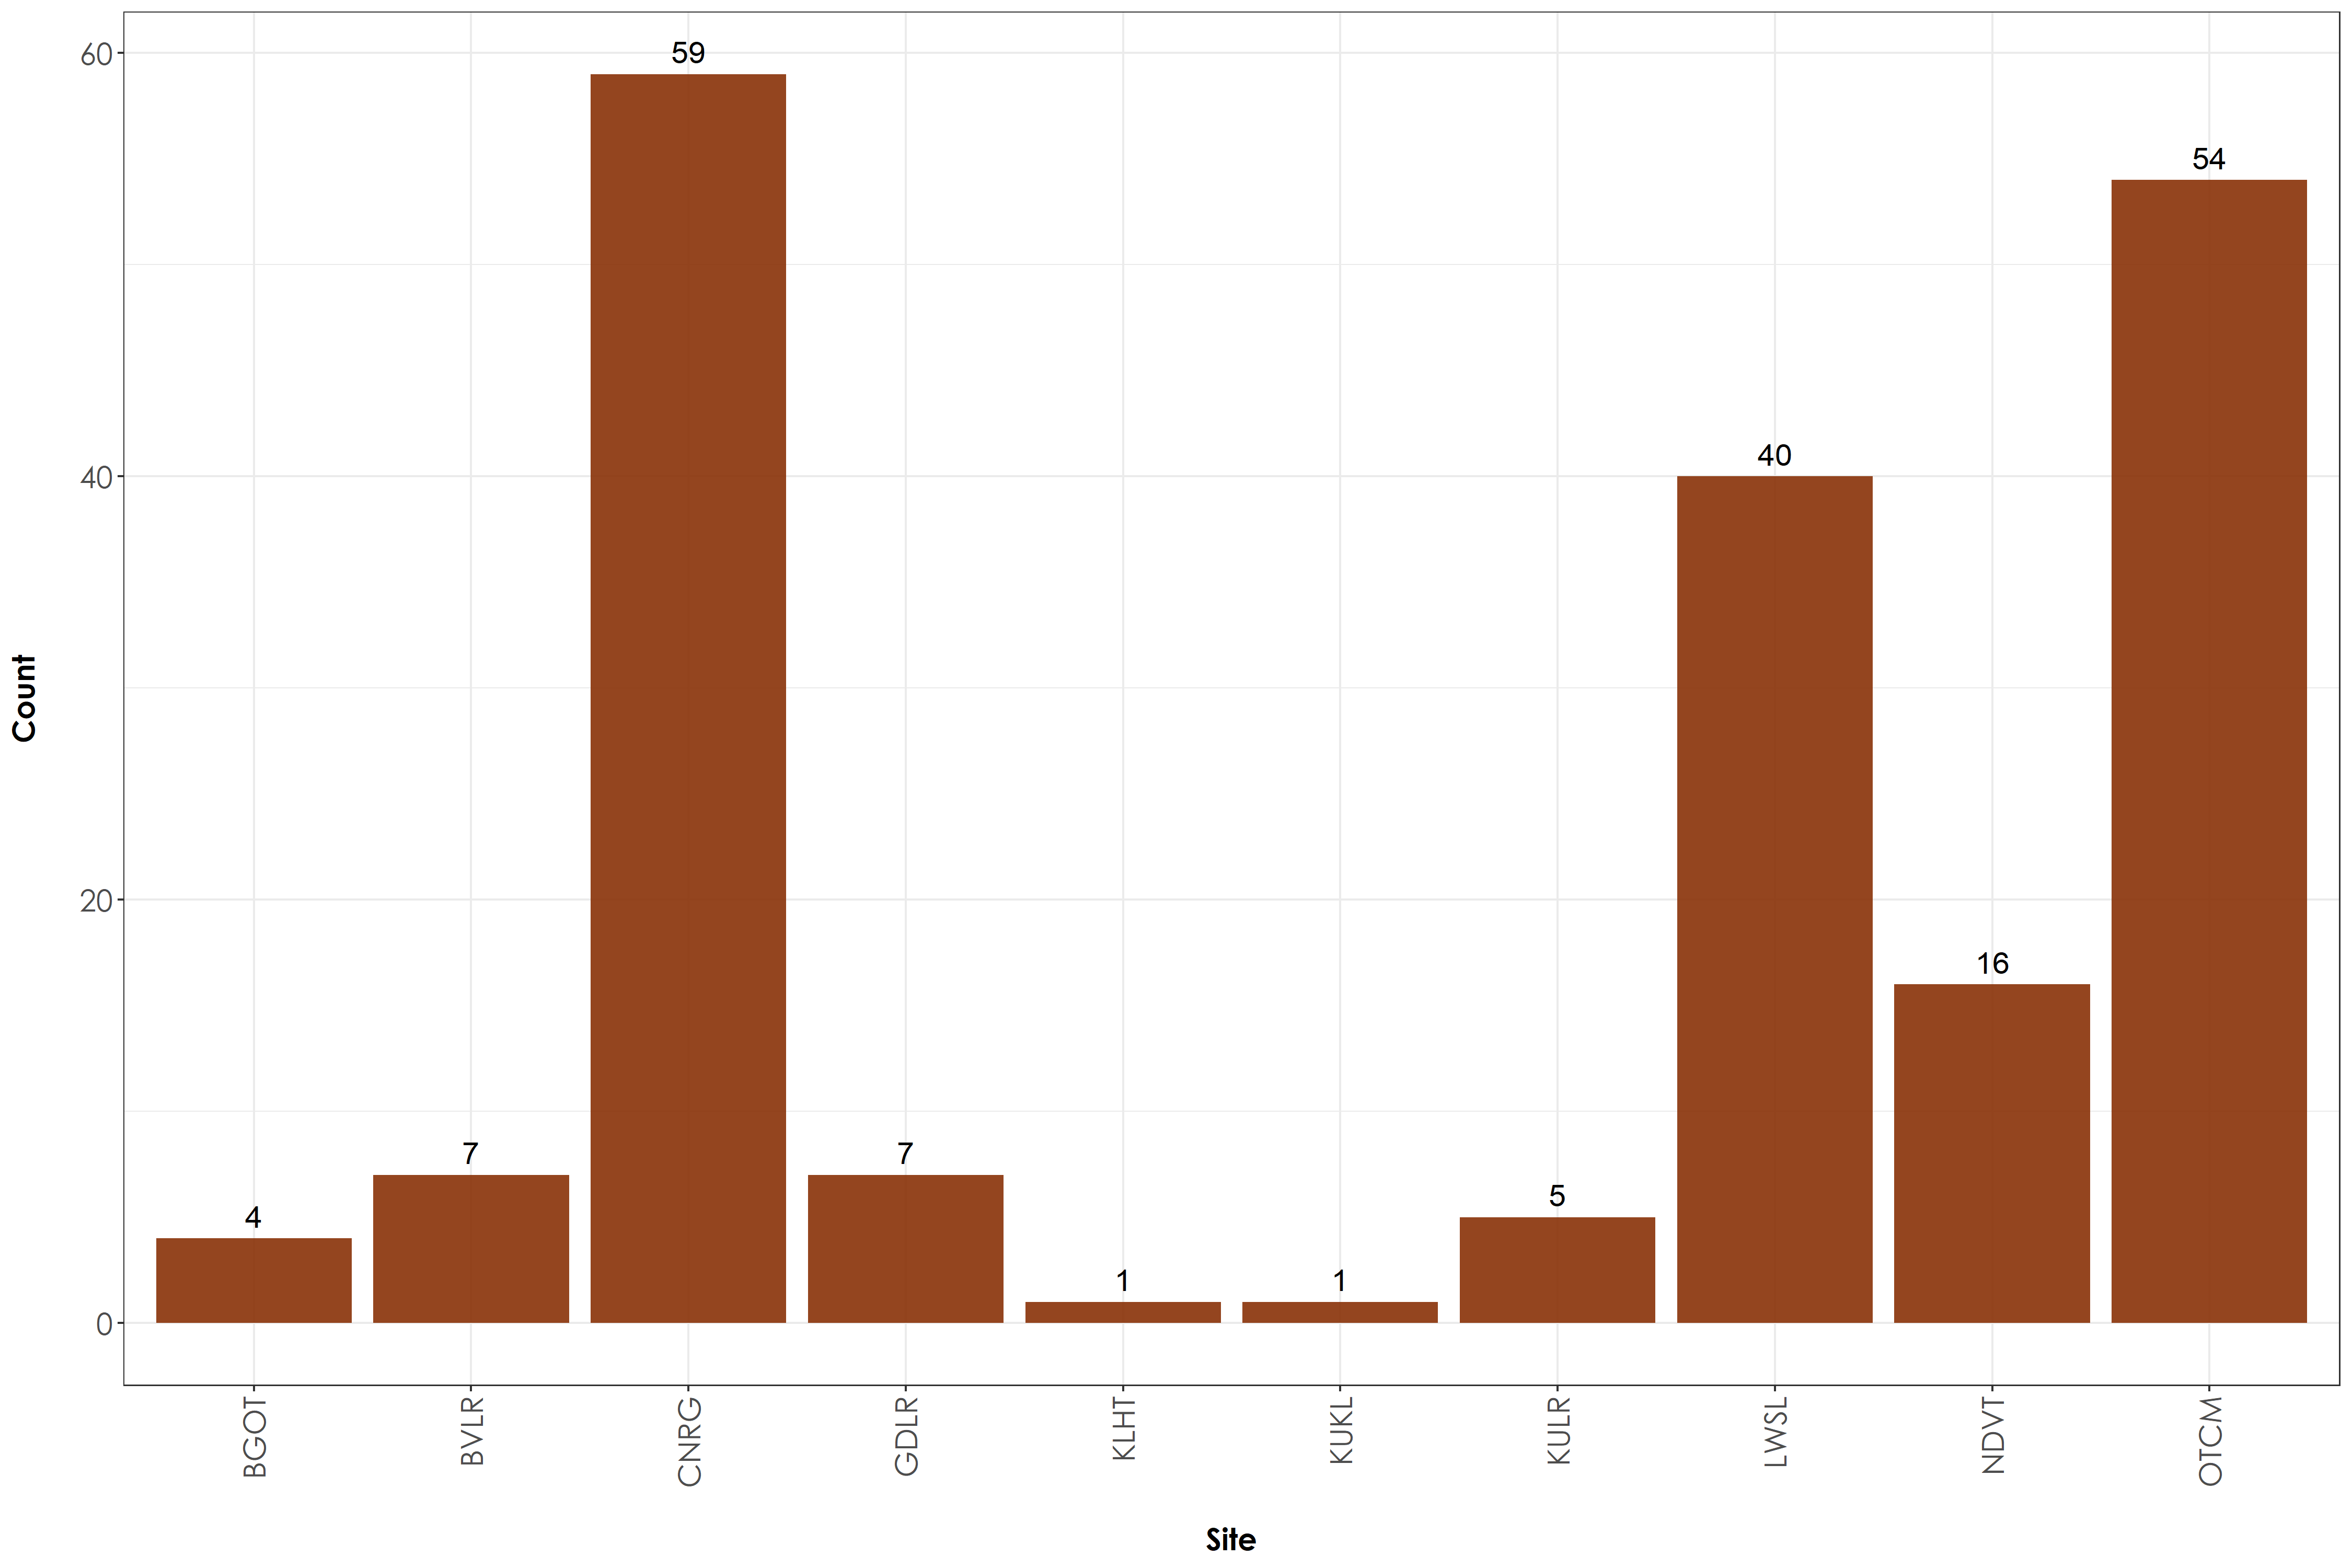 Count
60
40
20
0
4
7
59
7
1
1
5
40
16
54
BGOT
BVLR
CNRG
GDLR
KLHT
KUKL
KULR
LWSL
NDVT
OTCM
Site